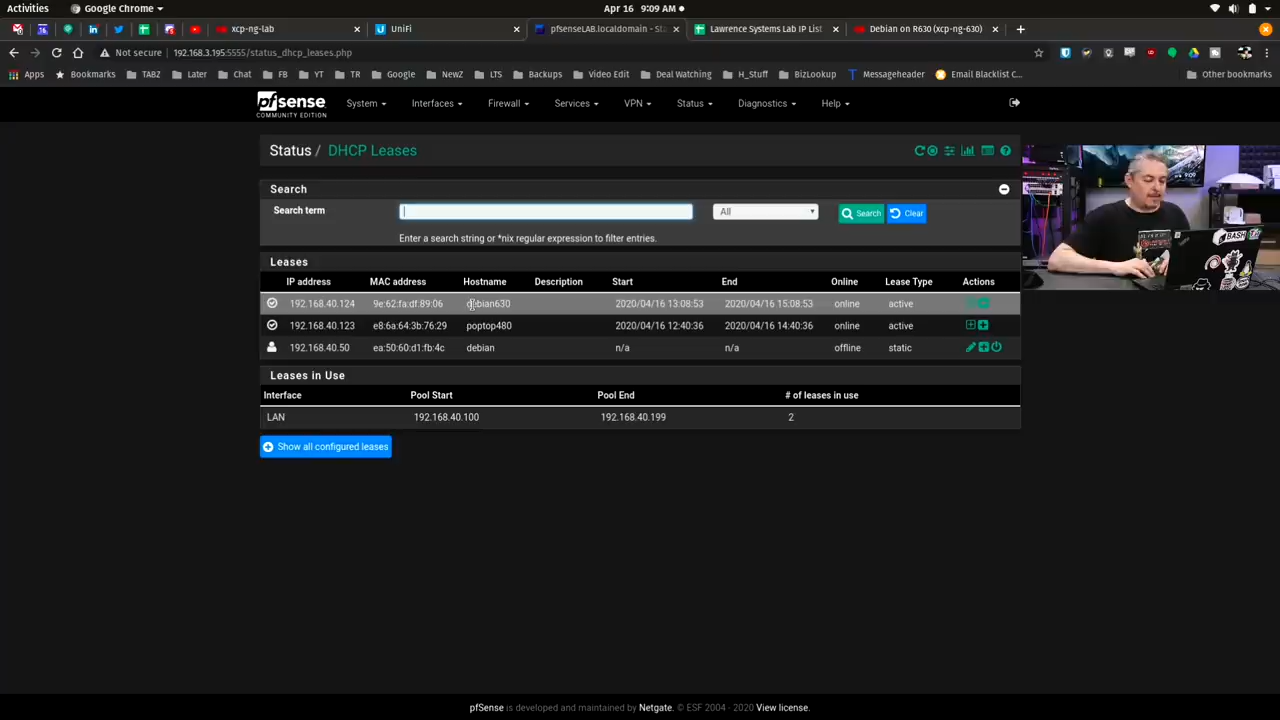 Activities Google Chrome Apr 16 9:09 AM
xcp-ng-lab × UniFi × pfsenseLAB.localdomain - Sta × Lawrence Systems Lab IP List × Debian on R630 (xcp-ng-630) × +
Not secure 192.168.3.195:5555/status_dhcp_leases.php
Apps Bookmarks TABZ Later Chat FB YT TR Google NewZ LTS Backups Video Edit Deal Watching H_Stuff BizLookup Messageheader Email Blacklist C... Other bookmarks
pfsense System Interfaces Firewall Services VPN Status Diagnostics Help
COMMUNITY EDITION
Status / DHCP Leases
Search
Search term All Search Clear
Enter a search string or *nix regular expression to filter entries.
Leases
IP address MAC address Hostname Description Start End Online Lease Type Actions
192.168.40.124 9e:62:fa:df:89:06 debian630 2020/04/16 13:08:53 2020/04/16 15:08:53 online active
192.168.40.123 e8:6a:64:3b:76:29 poptop480 2020/04/16 12:40:36 2020/04/16 14:40:36 online active
192.168.40.50 ea:50:60:d1:fb:4c debian n/a n/a offline static
Leases in Use
Interface Pool Start Pool End # of leases in use
LAN 192.168.40.100 192.168.40.199 2
Show all configured leases
pfSense is developed and maintained by Netgate. © ESF 2004 - 2020 View license.
9:09
BASH